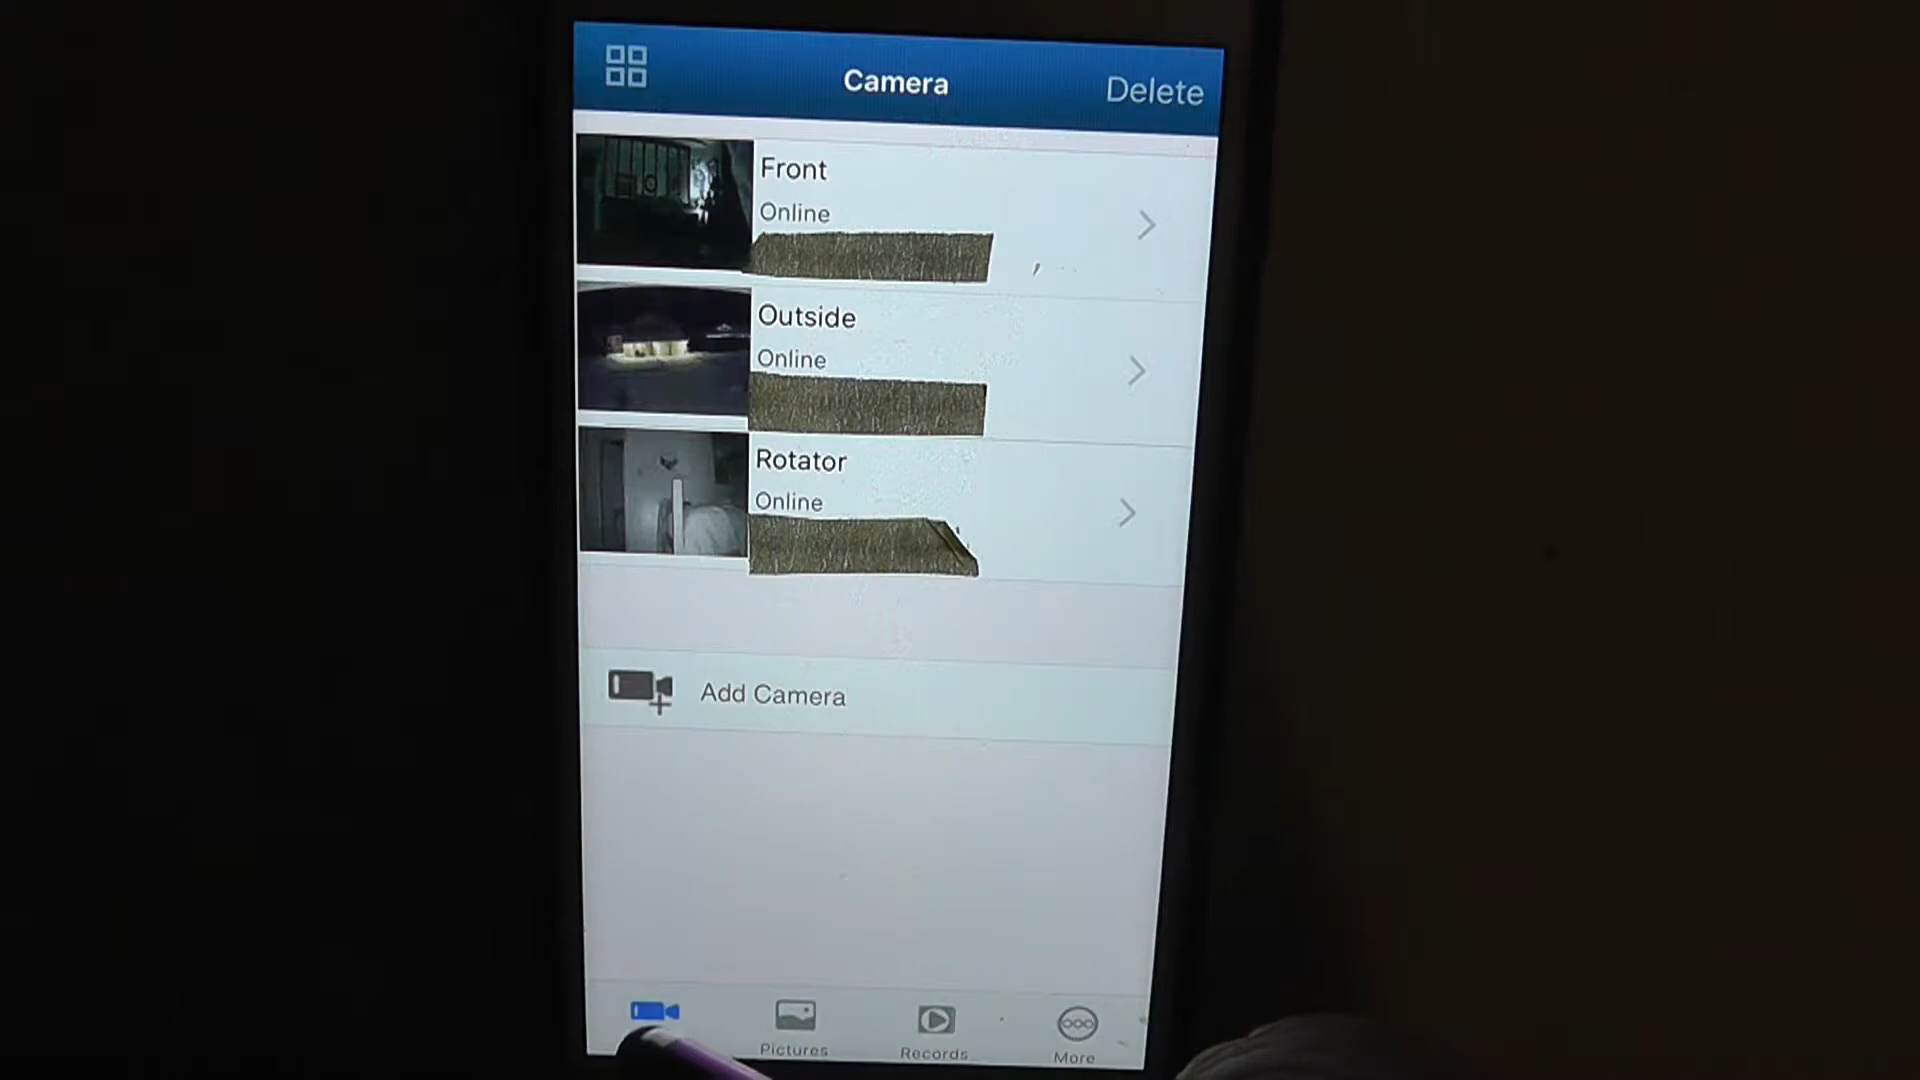 Camera
Delete
Front
Online
Outside
Online
Rotator
Online
Add Camera
Pictures
Records
More